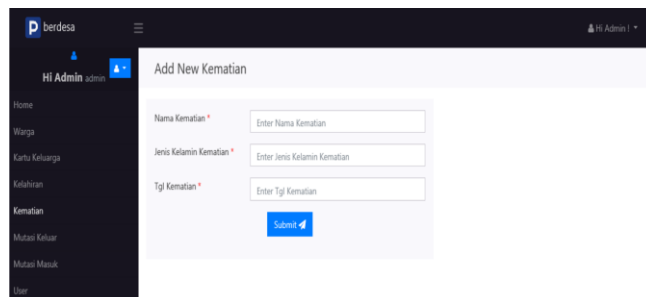 berdesa
Hi Admin !
Hi Admin admin
Home
Warga
Kartu Keluarga
Kelahiran
Kematian
Mutasi Keluar
Mutasi Masuk
User
Add New Kematian
Nama Kematian *
Enter Nama Kematian
Jenis Kelamin Kematian *
Enter Jenis Kelamin Kematian
Tgl Kematian *
Enter Tgl Kematian
Submit